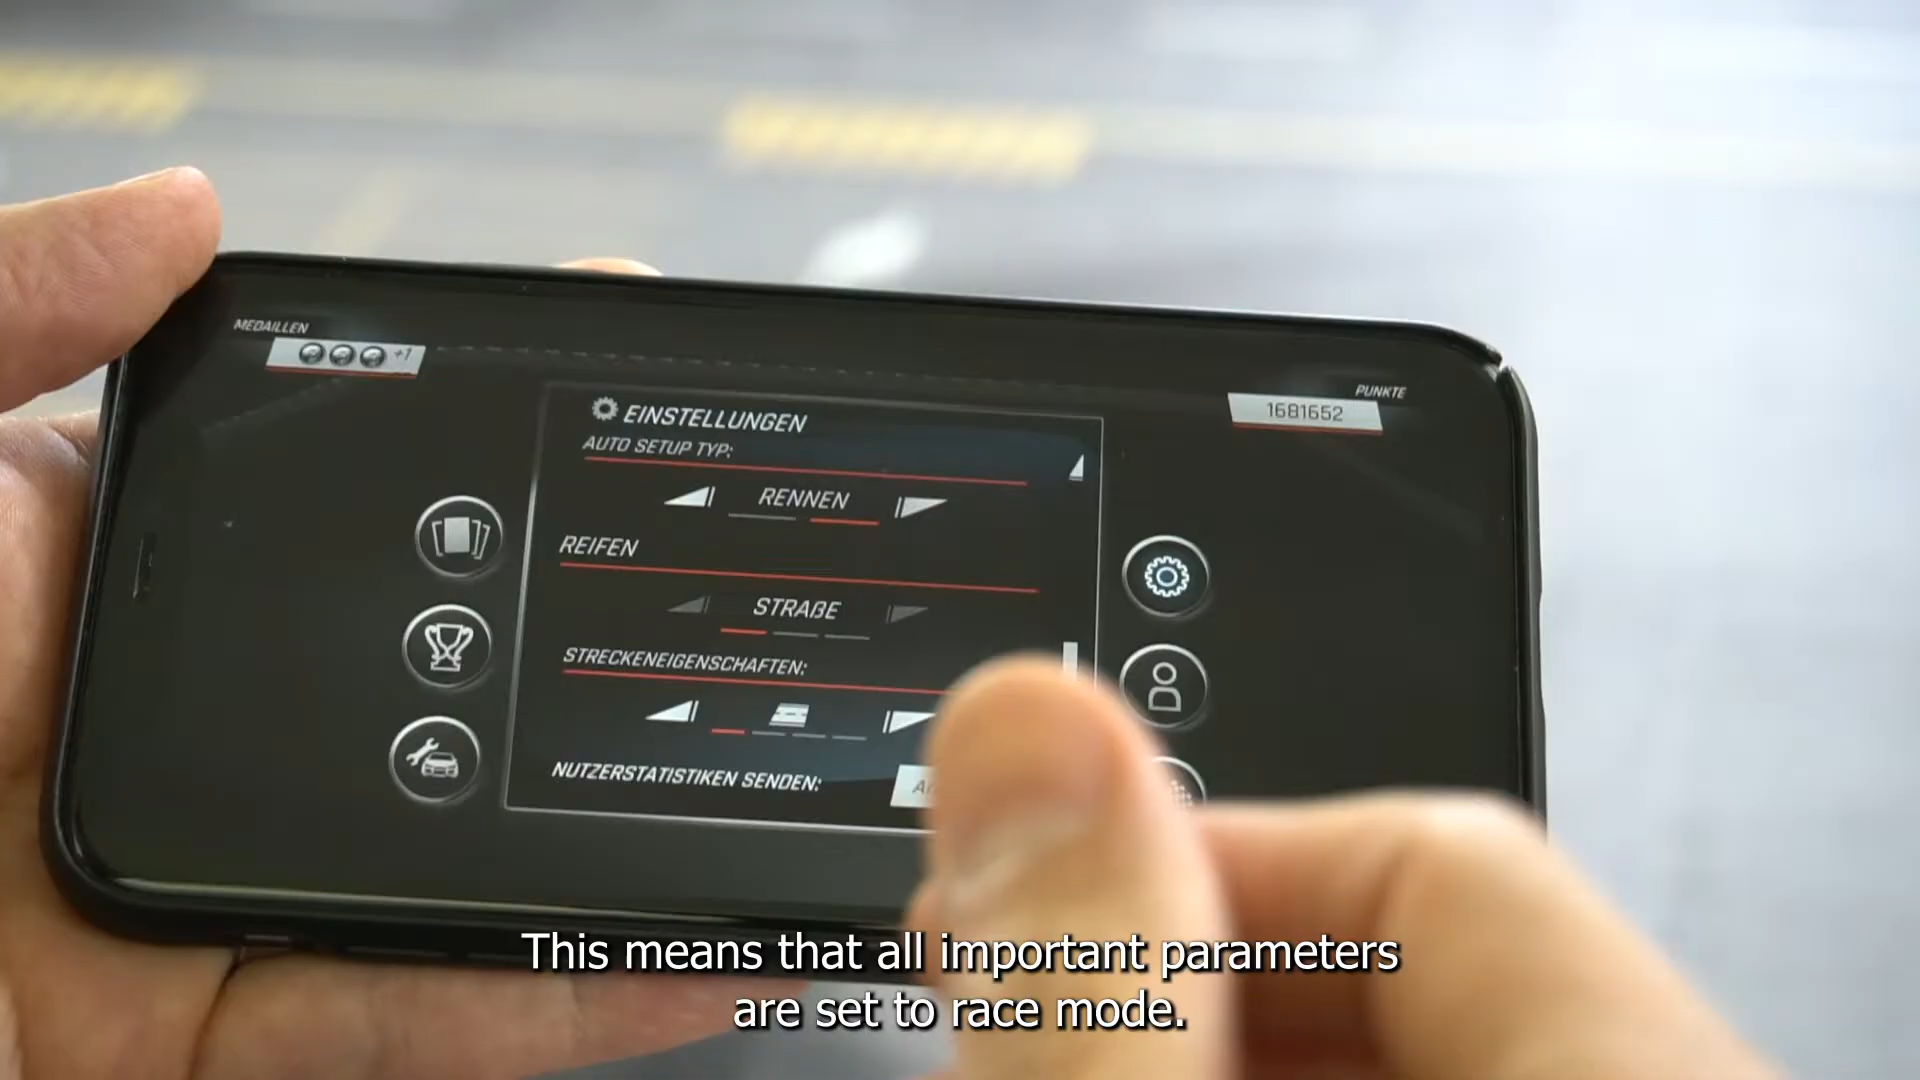 MEDAILLEN
+1
PUNKTE
1681652
EINSTELLUNGEN
AUTO SETUP TYP:
RENNEN
REIFEN
STRAßE
STRECKENEIGENSCHAFTEN:
NUTZERSTATISTIKEN SENDEN:
This means that all important parameters
are set to race mode.